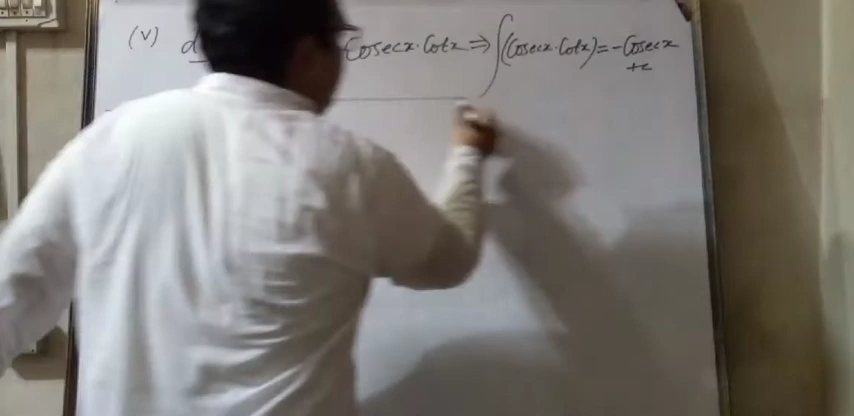 (V) d Cosecx·Cotx ⇒ ∫(Cosecx·Cotx) = -Cosecx
+c